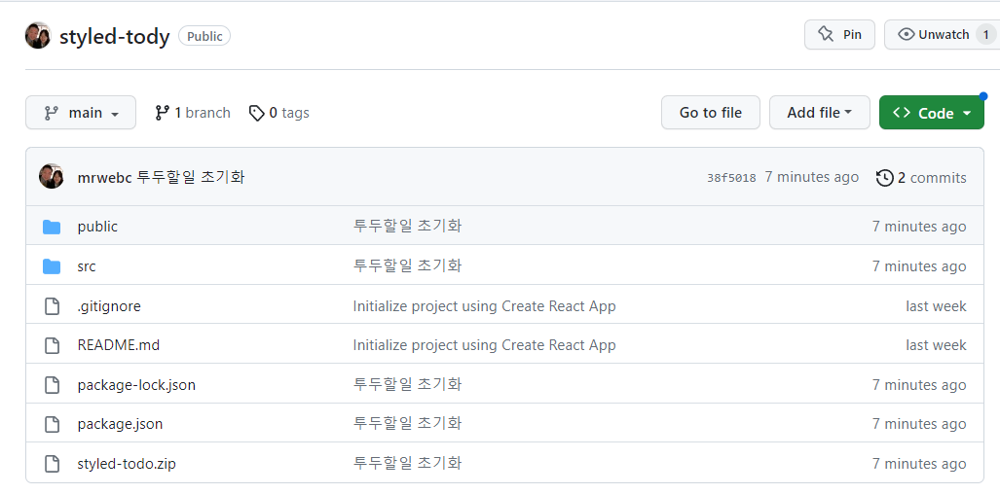 styled-tody Public Pin Unwatch 1
main 1 branch 0 tags Go to file Add file Code
mrwebc 투두할일 초기화 38f5018 7 minutes ago 2 commits
public 투두할일 초기화 7 minutes ago
src 투두할일 초기화 7 minutes ago
.gitignore Initialize project using Create React App last week
README.md Initialize project using Create React App last week
package-lock.json 투두할일 초기화 7 minutes ago
package.json 투두할일 초기화 7 minutes ago
styled-todo.zip 투두할일 초기화 7 minutes ago